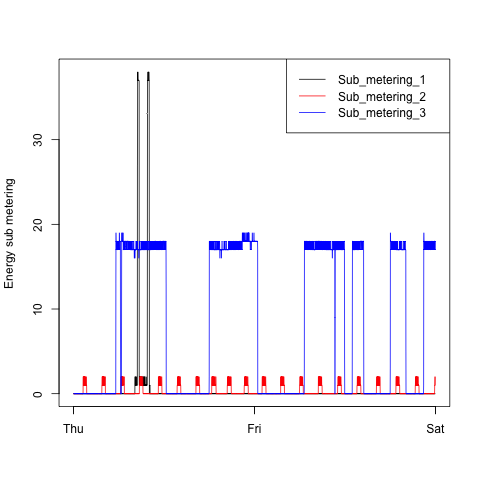 Sub_metering_1
Sub_metering_2
Sub_metering_3
Energy sub metering
30
20
10
0
Thu Fri Sat